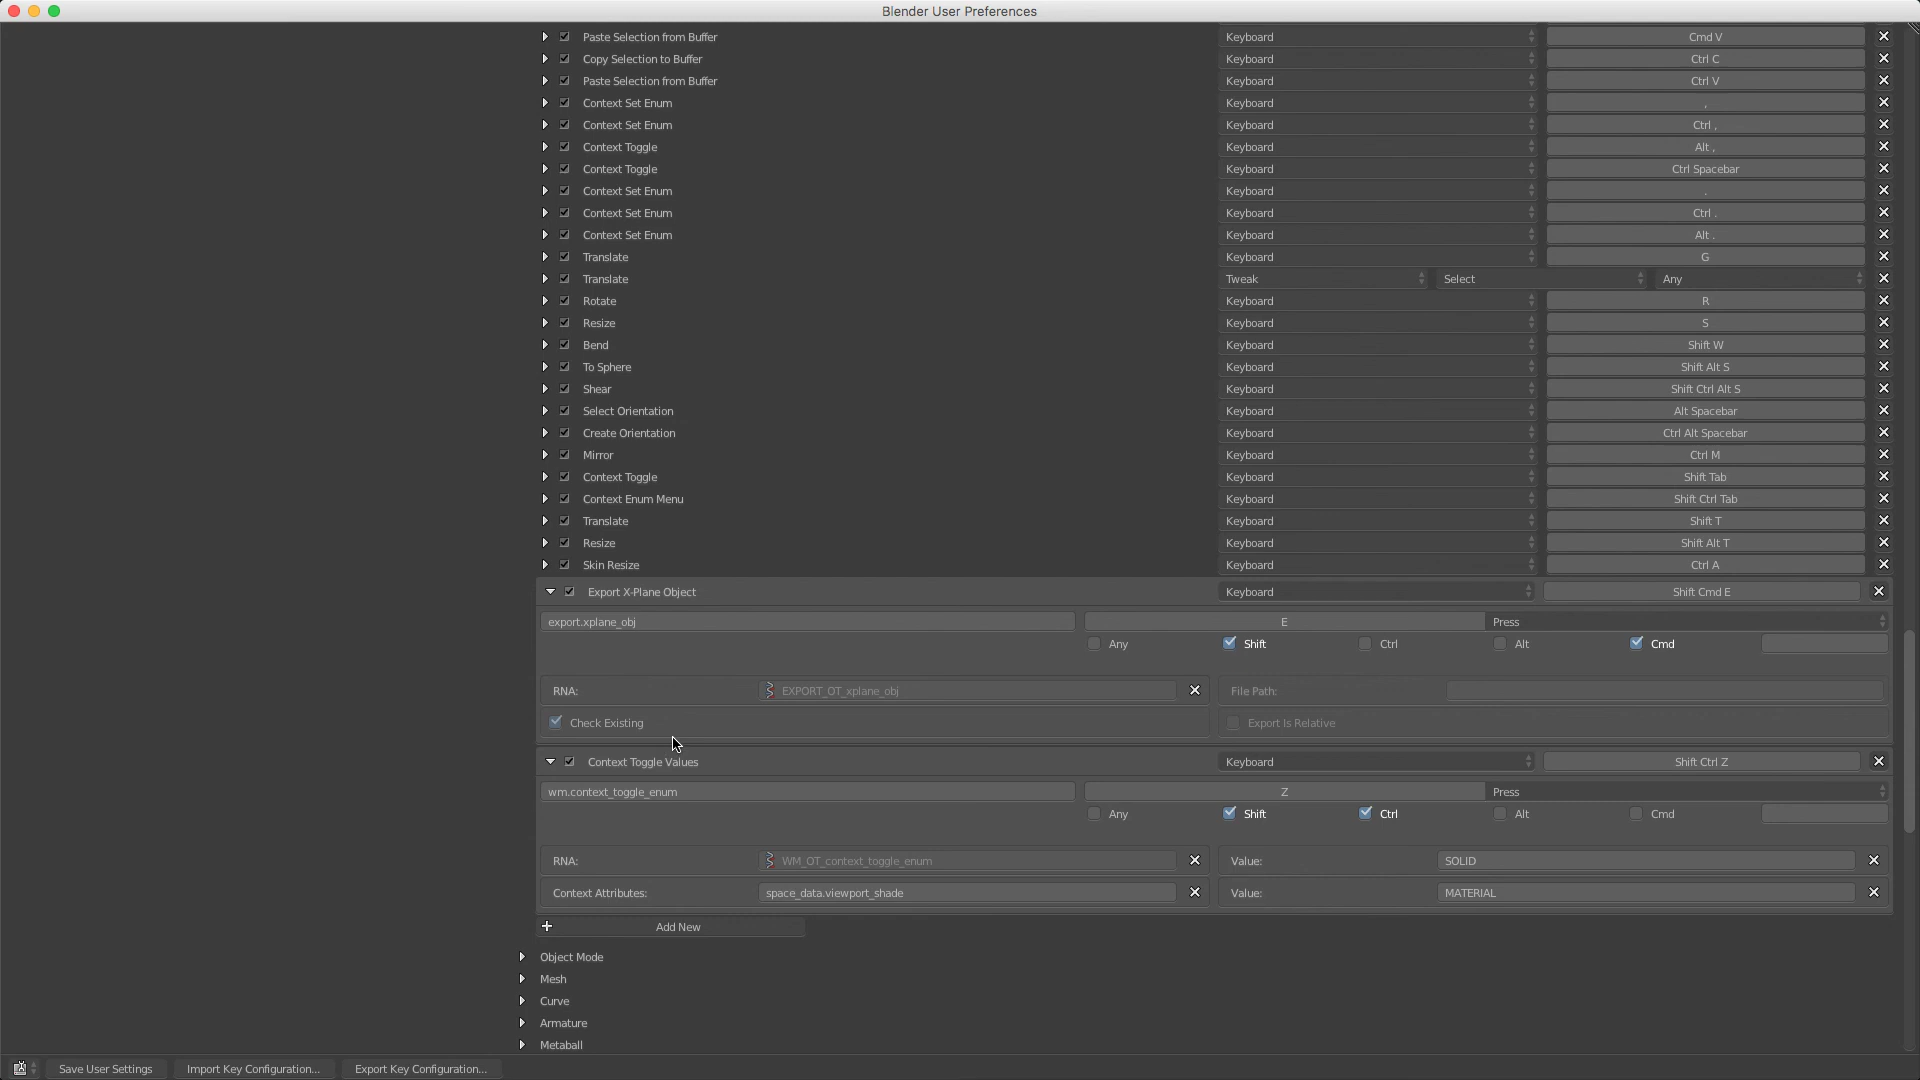 Blender User Preferences
Paste Selection from Buffer Keyboard Cmd V
Copy Selection to Buffer Keyboard Ctrl C
Paste Selection from Buffer Keyboard Ctrl V
Context Set Enum Keyboard ,
Context Set Enum Keyboard Ctrl ,
Context Toggle Keyboard Alt ,
Context Toggle Keyboard Ctrl Spacebar
Context Set Enum Keyboard .
Context Set Enum Keyboard Ctrl .
Context Set Enum Keyboard Alt .
Translate Keyboard G
Translate Tweak Select Any
Rotate Keyboard R
Resize Keyboard S
Bend Keyboard Shift W
To Sphere Keyboard Shift Alt S
Shear Keyboard Shift Ctrl Alt S
Select Orientation Keyboard Alt Spacebar
Create Orientation Keyboard Ctrl Alt Spacebar
Mirror Keyboard Ctrl M
Context Toggle Keyboard Shift Tab
Context Enum Menu Keyboard Shift Ctrl Tab
Translate Keyboard Shift T
Resize Keyboard Shift Alt T
Skin Resize Keyboard Ctrl A
Export X-Plane Object Keyboard Shift Cmd E
export.xplane_obj E Press
Any Shift Ctrl Alt Cmd
RNA: EXPORT_OT_xplane_obj File Path:
Check Existing Export Is Relative
Context Toggle Values Keyboard Shift Ctrl Z
wm.context_toggle_enum Z Press
Any Shift Ctrl Alt Cmd
RNA: WM_OT_context_toggle_enum Value: SOLID
Context Attributes: space_data.viewport_shade Value: MATERIAL
Add New
Object Mode
Mesh
Curve
Armature
Metaball
Save User Settings Import Key Configuration... Export Key Configuration...